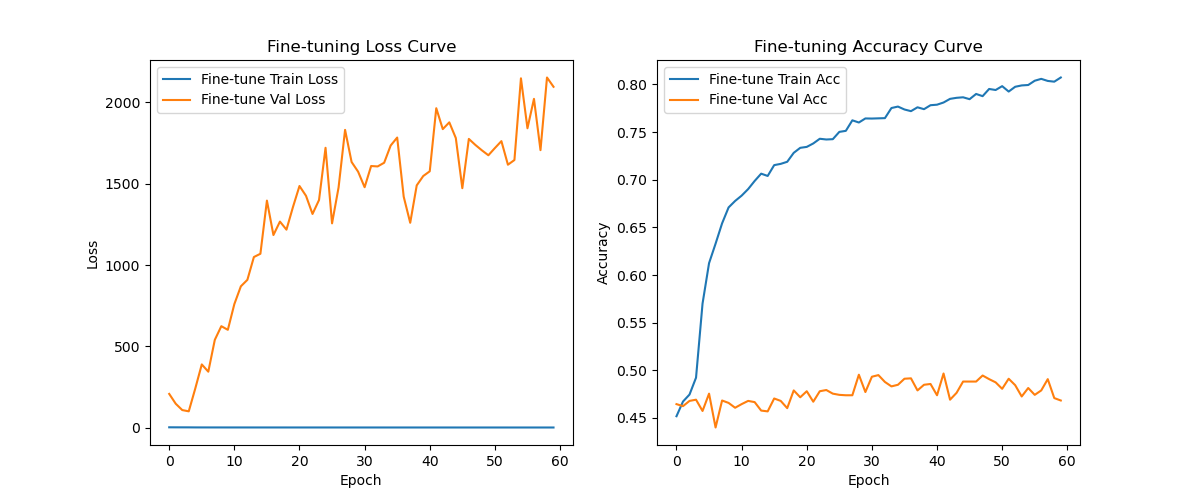 Fine-tuning Loss Curve
Fine-tune Train Loss
Fine-tune Val Loss
2000
1500
1000
500
0
Loss
0 10 20 30 40 50 60
Epoch
Fine-tuning Accuracy Curve
Fine-tune Train Acc
Fine-tune Val Acc
0.80
0.75
0.70
0.65
0.60
0.55
0.50
0.45
Accuracy
0 10 20 30 40 50 60
Epoch